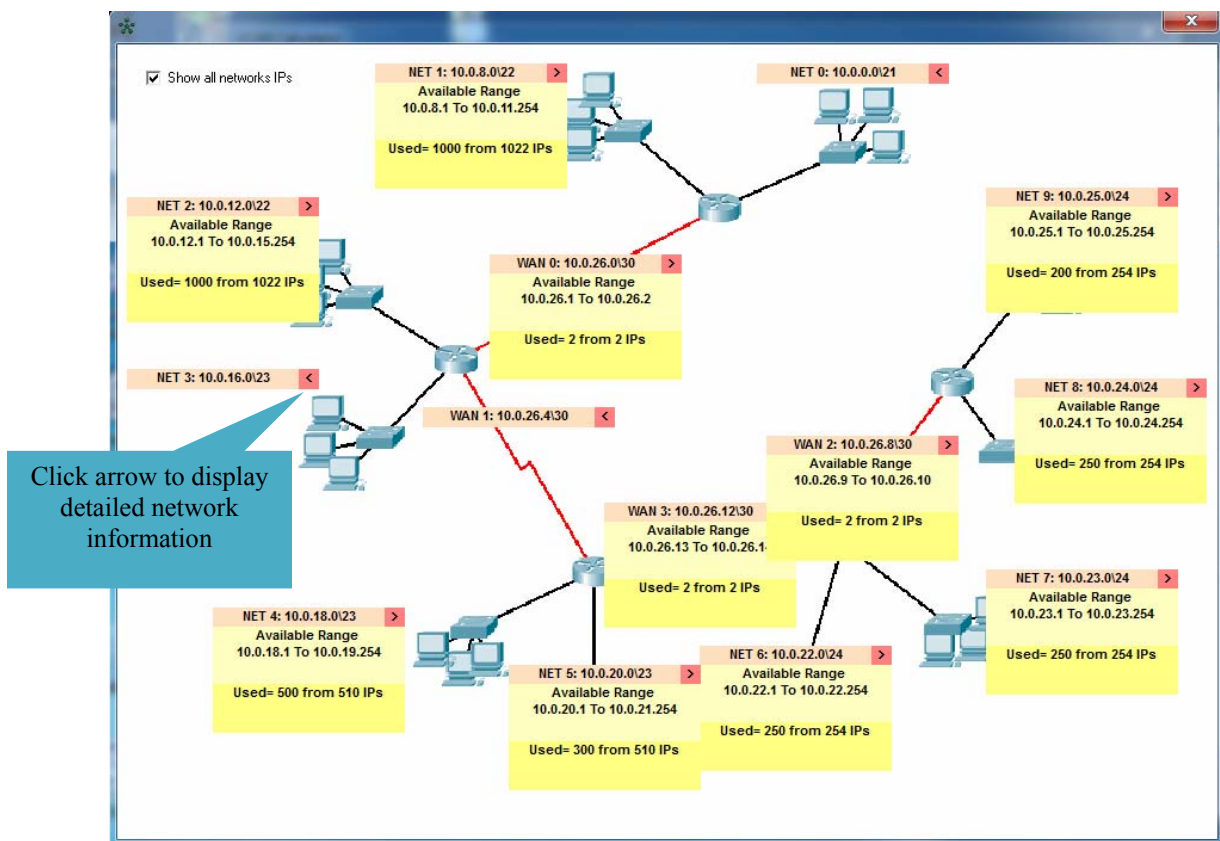 Show all networks IPs
NET 1: 10.0.8.0\22 >
Available Range
10.0.8.1 To 10.0.11.254
Used= 1000 from 1022 IPs
NET 0: 10.0.0.0\21 <
NET 2: 10.0.12.0\22 >
Available Range
10.0.12.1 To 10.0.15.254
Used= 1000 from 1022 IPs
NET 9: 10.0.25.0\24 >
Available Range
10.0.25.1 To 10.0.25.254
Used= 200 from 254 IPs
WAN 0: 10.0.26.0\30 >
Available Range
10.0.26.1 To 10.0.26.2
Used= 2 from 2 IPs
NET 3: 10.0.16.0\23 <
WAN 1: 10.0.26.4\30 <
NET 8: 10.0.24.0\24 >
Available Range
10.0.24.1 To 10.0.24.254
Used= 250 from 254 IPs
Click arrow to display
detailed network
information
WAN 2: 10.0.26.8\30 >
Available Range
10.0.26.9 To 10.0.26.10
Used= 2 from 2 IPs
WAN 3: 10.0.26.12\30
Available Range
10.0.26.13 To
Used= 2 from 2 IPs
NET 7: 10.0.23.0\24 >
Available Range
10.0.23.1 To 10.0.23.254
Used= 250 from 254 IPs
NET 4: 10.0.18.0\23 >
Available Range
10.0.18.1 To 10.0.19.254
Used= 500 from 510 IPs
NET 5: 10.0.20.0\23 >
Available Range
10.0.20.1 To 10.0.21.254
Used= 300 from 510 IPs
NET 6: 10.0.22.0\24 >
Available Range
10.0.22.1 To 10.0.22.254
Used= 250 from 254 IPs